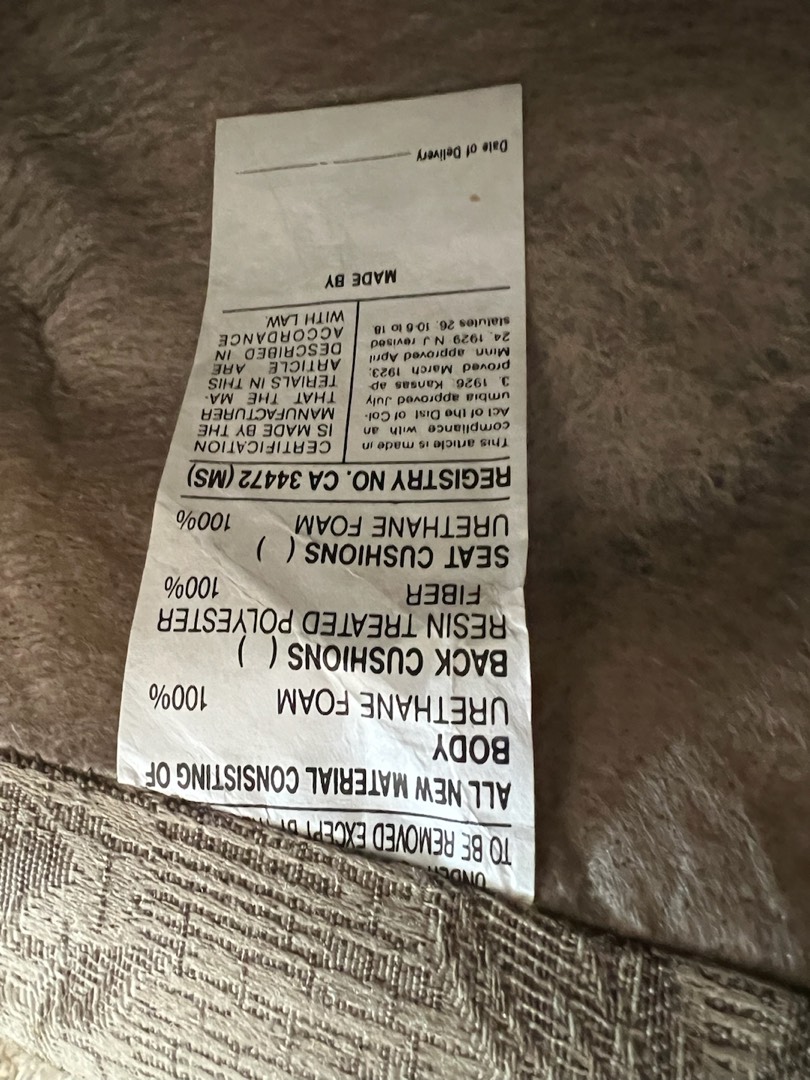 UNDER
TO BE REMOVED EXCEPT BY
ALL NEW MATERIAL CONSISTING OF
BODY
URETHANE FOAM 100%
BACK CUSHIONS ( )
RESIN TREATED POLYESTER
FIBER 100%
SEAT CUSHIONS ( )
URETHANE FOAM 100%
REGISTRY NO. CA 34472 (MS)
This article is made in
compliance with an
Act of the Dist of Col-
umbia approved July
3, 1926, Kansas ap-
proved March 1923;
Minn approved April
24, 1929 N J revised
statutes 26: 10-6 to 18
CERTIFICATION
IS MADE BY THE
MANUFACTURER
THAT THE MA-
TERIALS IN THIS
ARTICLE ARE
DESCRIBED IN
ACCORDANCE
WITH LAW.
MADE BY
Date of Delivery